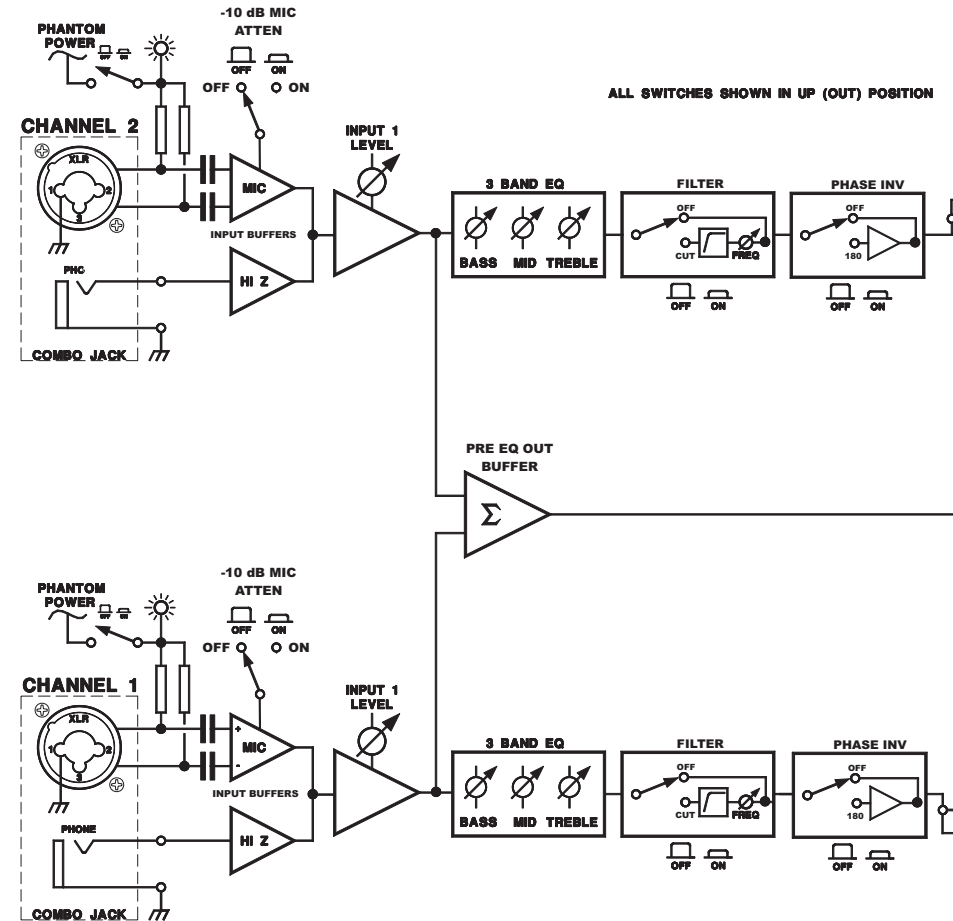 -10 dB MIC
ATTEN
PHANTOM
POWER
OFF ON
OFF ON
OFF ON
ALL SWITCHES SHOWN IN UP (OUT) POSITION
CHANNEL 2
INPUT 1
LEVEL
XLR
1 2
3
MIC
INPUT BUFFERS
PHO
HI Z
COMBO JACK
3 BAND EQ
BASS MID TREBLE
FILTER
OFF
CUT FREQ
OFF ON
PHASE INV
OFF
180
OFF ON
PRE EQ OUT
BUFFER
Σ
-10 dB MIC
ATTEN
PHANTOM
POWER
OFF ON
OFF ON
OFF ON
CHANNEL 1
INPUT 1
LEVEL
XLR
1 2
3
+
MIC
-
INPUT BUFFERS
PHONE
HI Z
COMBO JACK
3 BAND EQ
BASS MID TREBLE
FILTER
OFF
CUT FREQ
OFF ON
PHASE INV
OFF
180
OFF ON